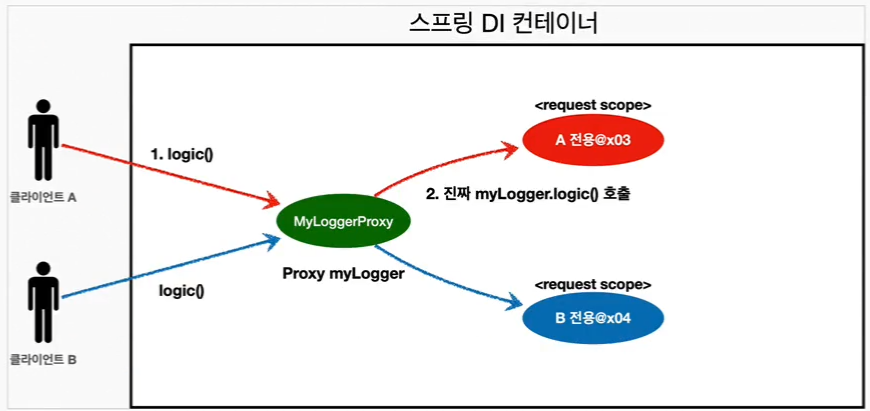 스프링 DI 컨테이너
<request scope>
A 전용@x03
1. logic()
클라이언트 A
2. 진짜 myLogger.logic() 호출
MyLoggerProxy
Proxy myLogger
<request scope>
logic()
B 전용@x04
클라이언트 B